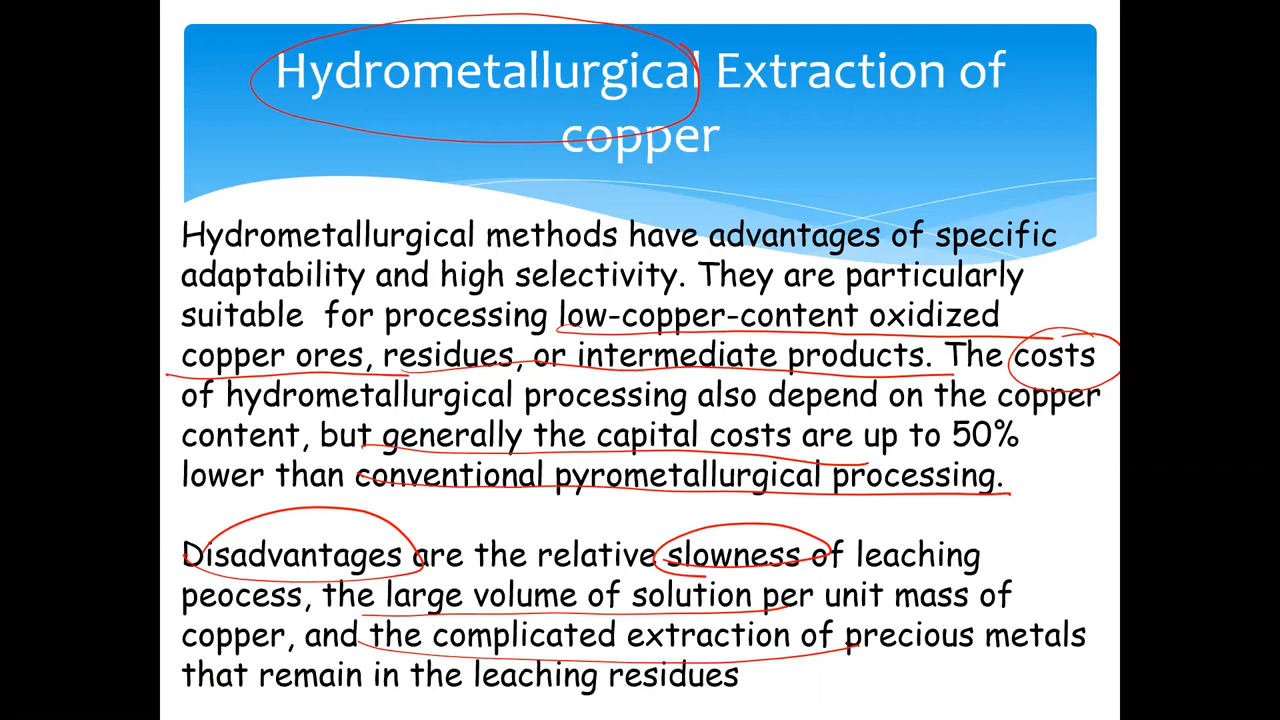 Hydrometallurgical Extraction of
copper
Hydrometallurgical methods have advantages of specific
adaptability and high selectivity. They are particularly
suitable for processing low-copper-content oxidized
copper ores, residues, or intermediate products. The costs
of hydrometallurgical processing also depend on the copper
content, but generally the capital costs are up to 50%
lower than conventional pyrometallurgical processing.
Disadvantages are the relative slowness of leaching
peocess, the large volume of solution per unit mass of
copper, and the complicated extraction of precious metals
that remain in the leaching residues